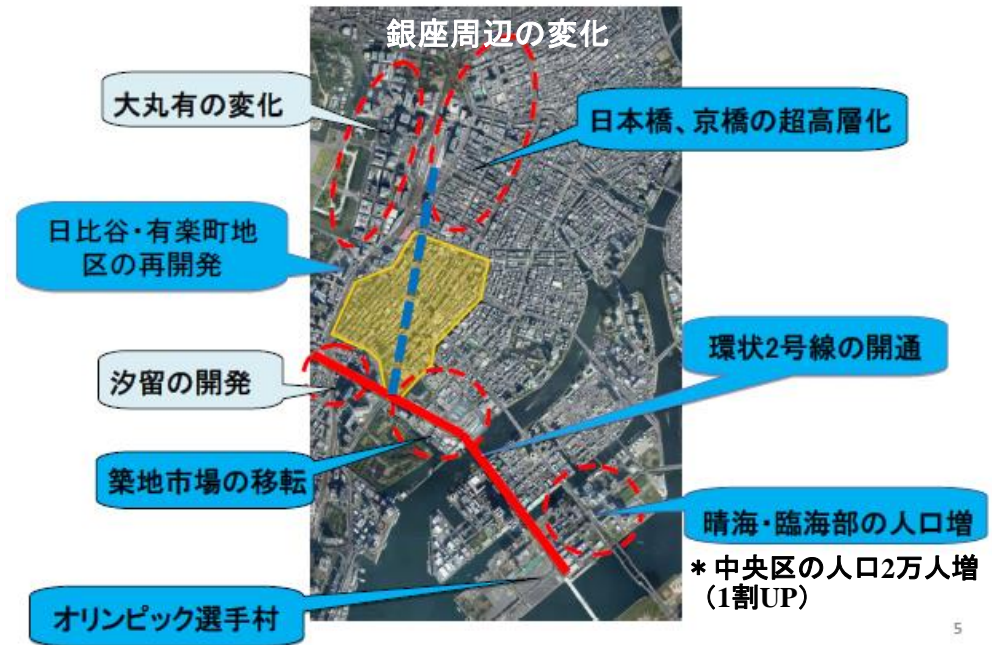 銀座周辺の変化
大丸有の変化
日本橋、京橋の超高層化
日比谷・有楽町地
区の再開発
環状2号線の開通
汐留の開発
築地市場の移転
晴海・臨海部の人口増
＊中央区の人口2万人増
（1割UP）
オリンピック選手村
5